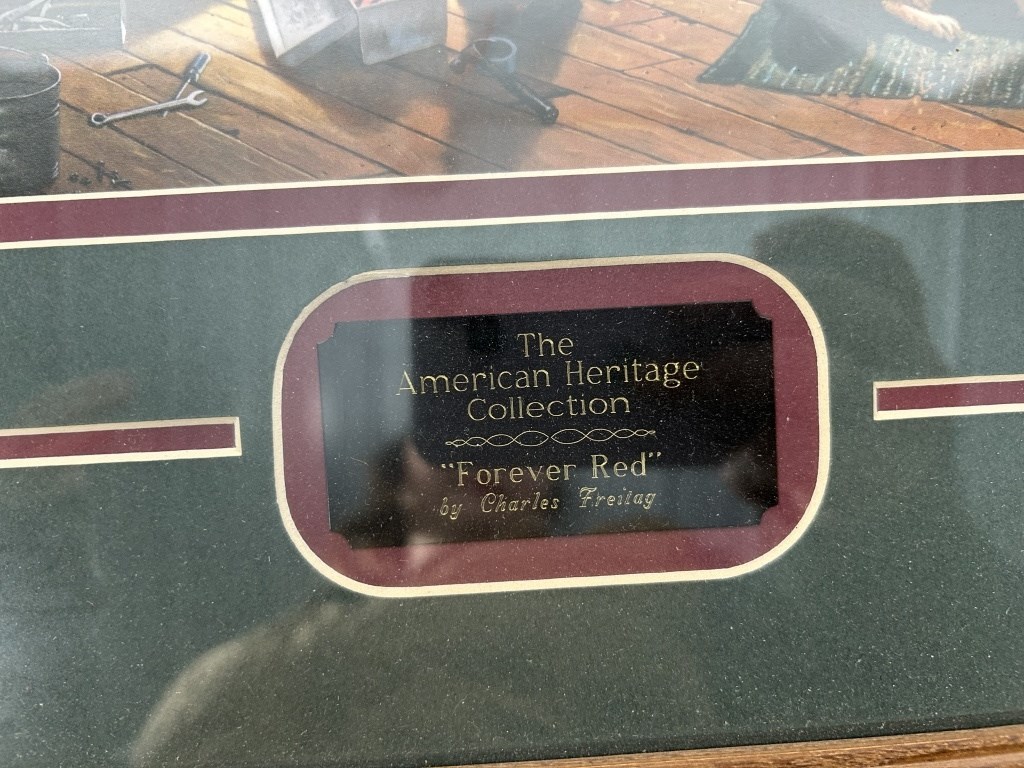 The
American Heritage
Collection
"Forever Red"
by Charles Freitag